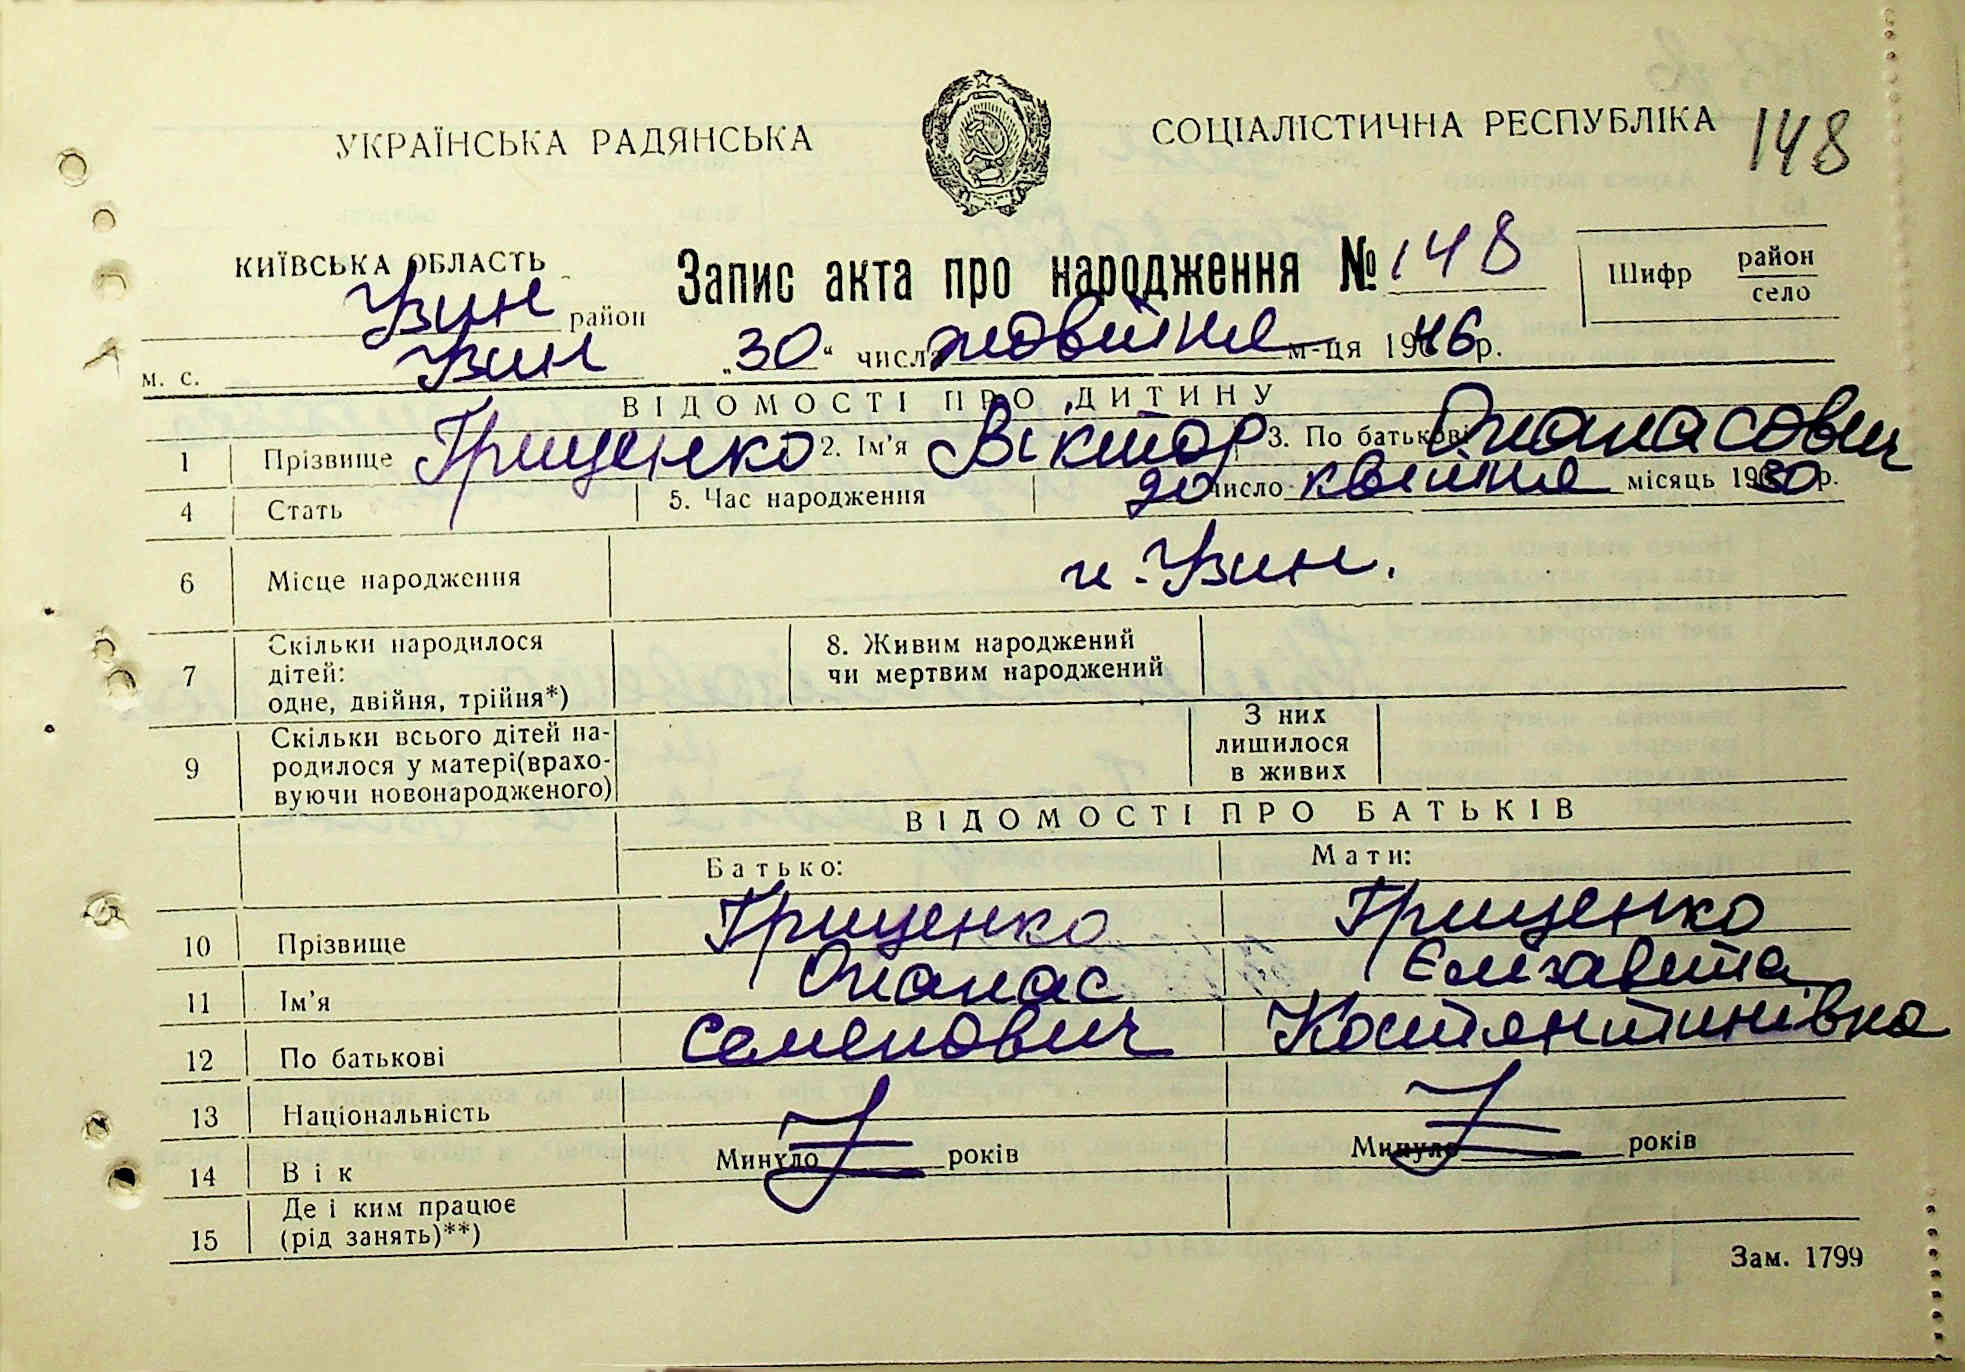 УКРАЇНСЬКА РАДЯНСЬКА СОЦІАЛІСТИЧНА РЕСПУБЛІКА 148
КИЇВСЬКА ОБЛАСТЬ Запис акта про народження № 148 Шифр район село
Узин район
м. с. Узин „30“ числа жовтня м-ця 1946 р.
ВІДОМОСТІ ПРО ДИТИНУ
1 Прізвище Грищенко 2. Ім’я Віктор 3. По батькові Опанасович
4 Стать 5. Час народження 20 число квітня місяць 1930 р.
6 Місце народження м. Узин.
7 Скільки народилося дітей: одне, двійня, трійня*) 8. Живим народжений чи мертвим народжений
9 Скільки всього дітей народилося у матері(враховуючи новонародженого) З них лишилося в живих
ВІДОМОСТІ ПРО БАТЬКІВ
Батько: Мати:
10 Прізвище Грищенко Грищенко
11 Ім’я Опанас Єлізавета
12 По батькові Семенович Костянтинівна
13 Національність
14 Вік Минуло років Минуло років
15 Де і ким працює (рід занять)**)
Зам. 1799